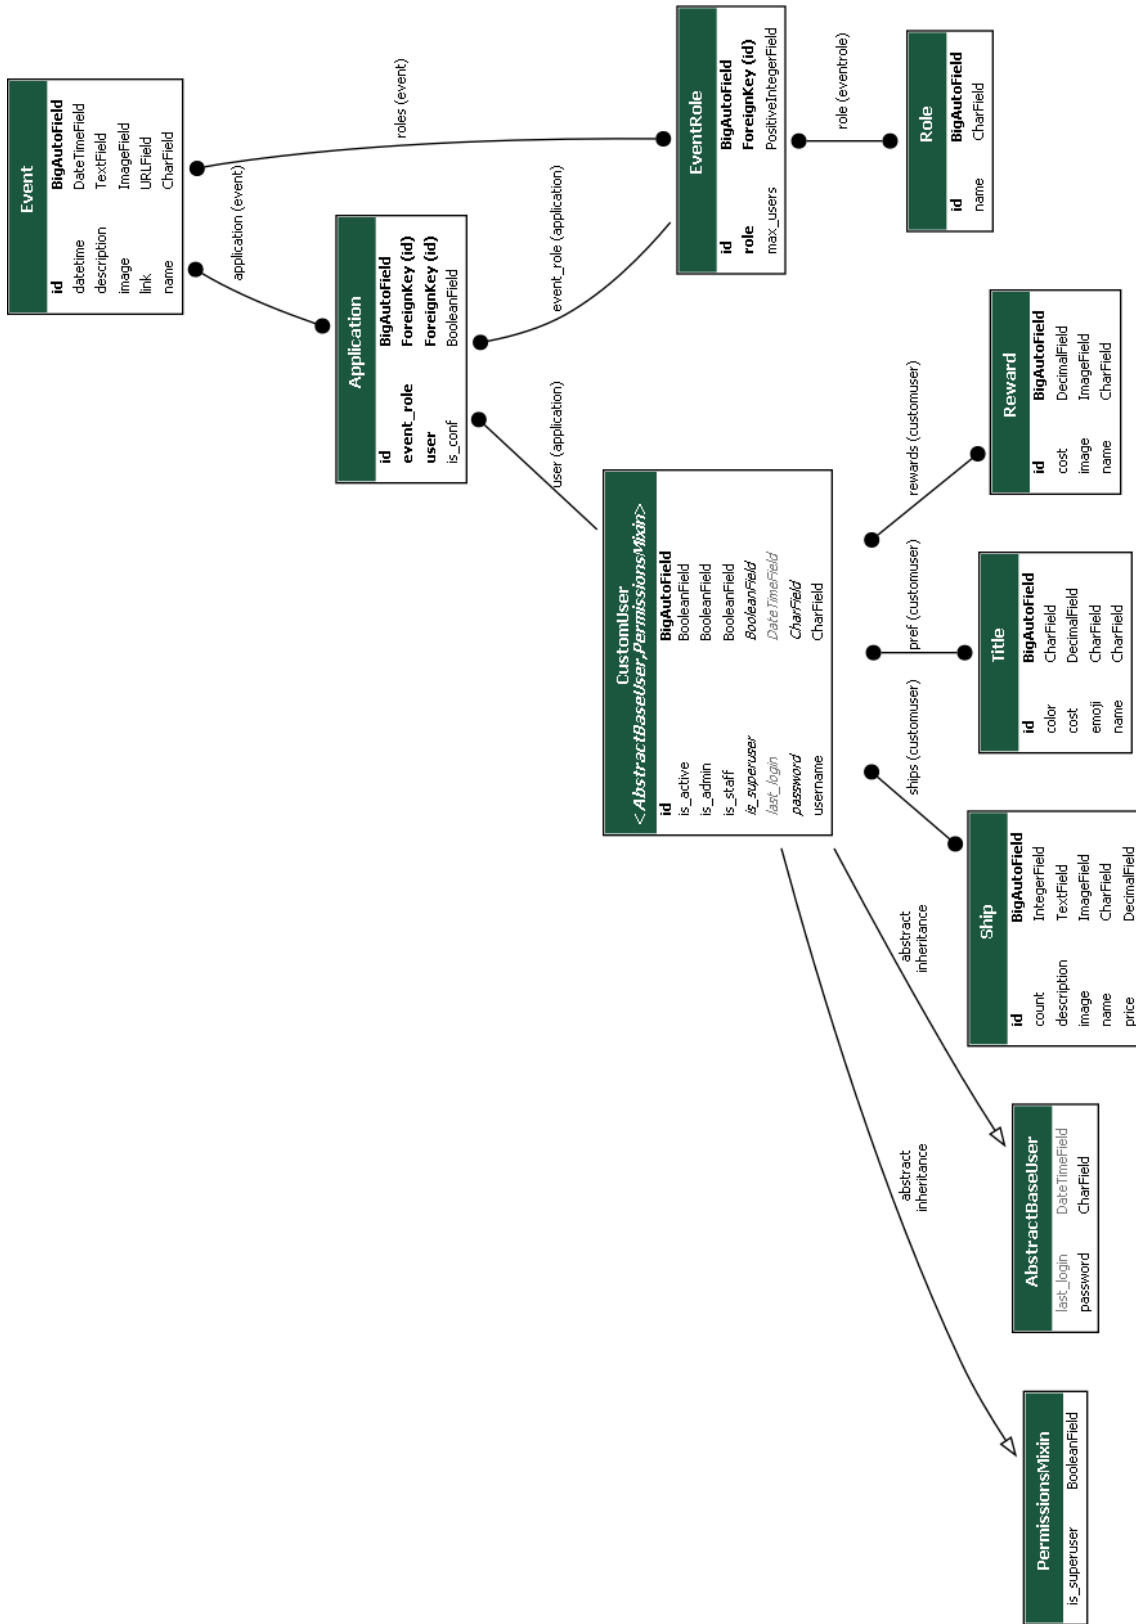 Event
id BigAutoField
datetime DateTimeField
description TextField
image ImageField
link URLField
name CharField
application (event)
roles (event)
Application
id BigAutoField
event_role ForeignKey (id)
user ForeignKey (id)
is_conf BooleanField
user (application)
event_role (application)
EventRole
id BigAutoField
role ForeignKey (id)
max_users PositiveIntegerField
role (eventrole)
Role
id BigAutoField
name CharField
CustomUser
<AbstractBaseUser,PermissionsMixin>
id BigAutoField
is_active BooleanField
is_admin BooleanField
is_staff BooleanField
is_superuser BooleanField
last_login DateTimeField
password CharField
username CharField
abstract
inheritance
abstract
inheritance
ships (customuser)
pref (customuser)
rewards (customuser)
PermissionsMixin
is_superuser BooleanField
AbstractBaseUser
last_login DateTimeField
password CharField
Ship
id BigAutoField
count IntegerField
description TextField
image ImageField
name CharField
price DecimalField
Title
id BigAutoField
color CharField
cost DecimalField
emoji CharField
name CharField
Reward
id BigAutoField
cost DecimalField
image ImageField
name CharField